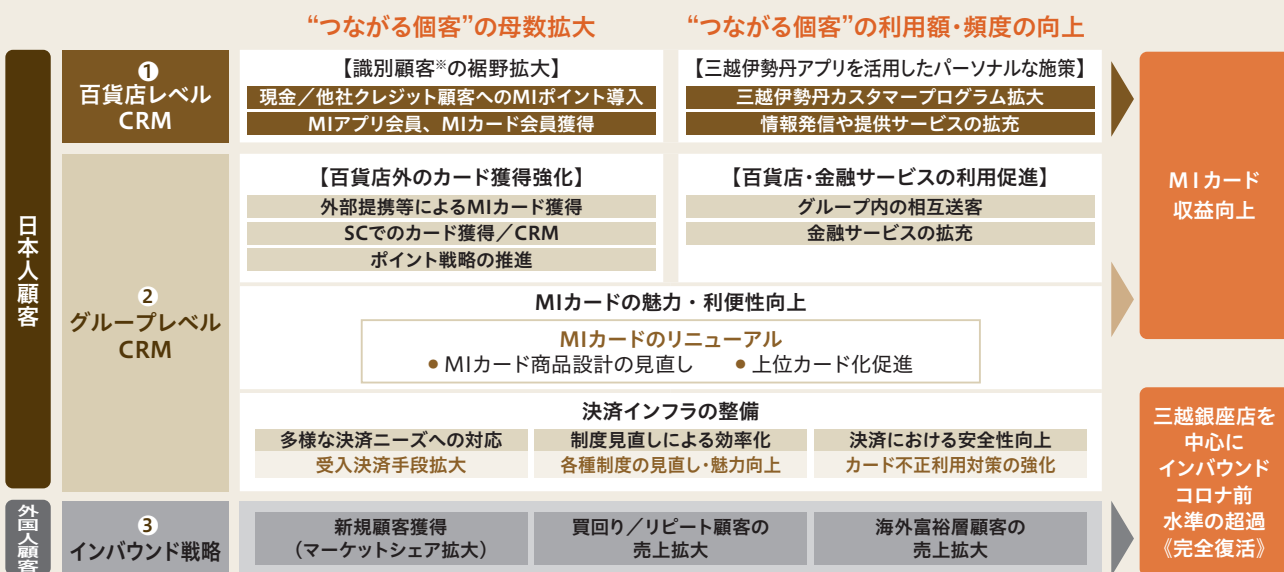 “つながる個客”の母数拡大
“つながる個客”の利用額・頻度の向上
日本人顧客
❶
百貨店レベル
CRM
【識別顧客※の裾野拡大】
現金／他社クレジット顧客へのMIポイント導入
MIアプリ会員、MIカード会員獲得
【三越伊勢丹アプリを活用したパーソナルな施策】
三越伊勢丹カスタマープログラム拡大
情報発信や提供サービスの拡充
❷
グループレベル
CRM
【百貨店外のカード獲得強化】
外部提携等によるMIカード獲得
SCでのカード獲得／CRM
ポイント戦略の推進
【百貨店・金融サービスの利用促進】
グループ内の相互送客
金融サービスの拡充
MIカードの魅力・利便性向上
MIカードのリニューアル
● MIカード商品設計の見直し ● 上位カード化促進
決済インフラの整備
多様な決済ニーズへの対応
受入決済手段拡大
制度見直しによる効率化
各種制度の見直し・魅力向上
決済における安全性向上
カード不正利用対策の強化
MIカード
収益向上
外国人顧客
❸
インバウンド戦略
新規顧客獲得
（マーケットシェア拡大）
買回り／リピート顧客の
売上拡大
海外富裕層顧客の
売上拡大
三越銀座店を
中心に
インバウンド
コロナ前
水準の超過
《完全復活》